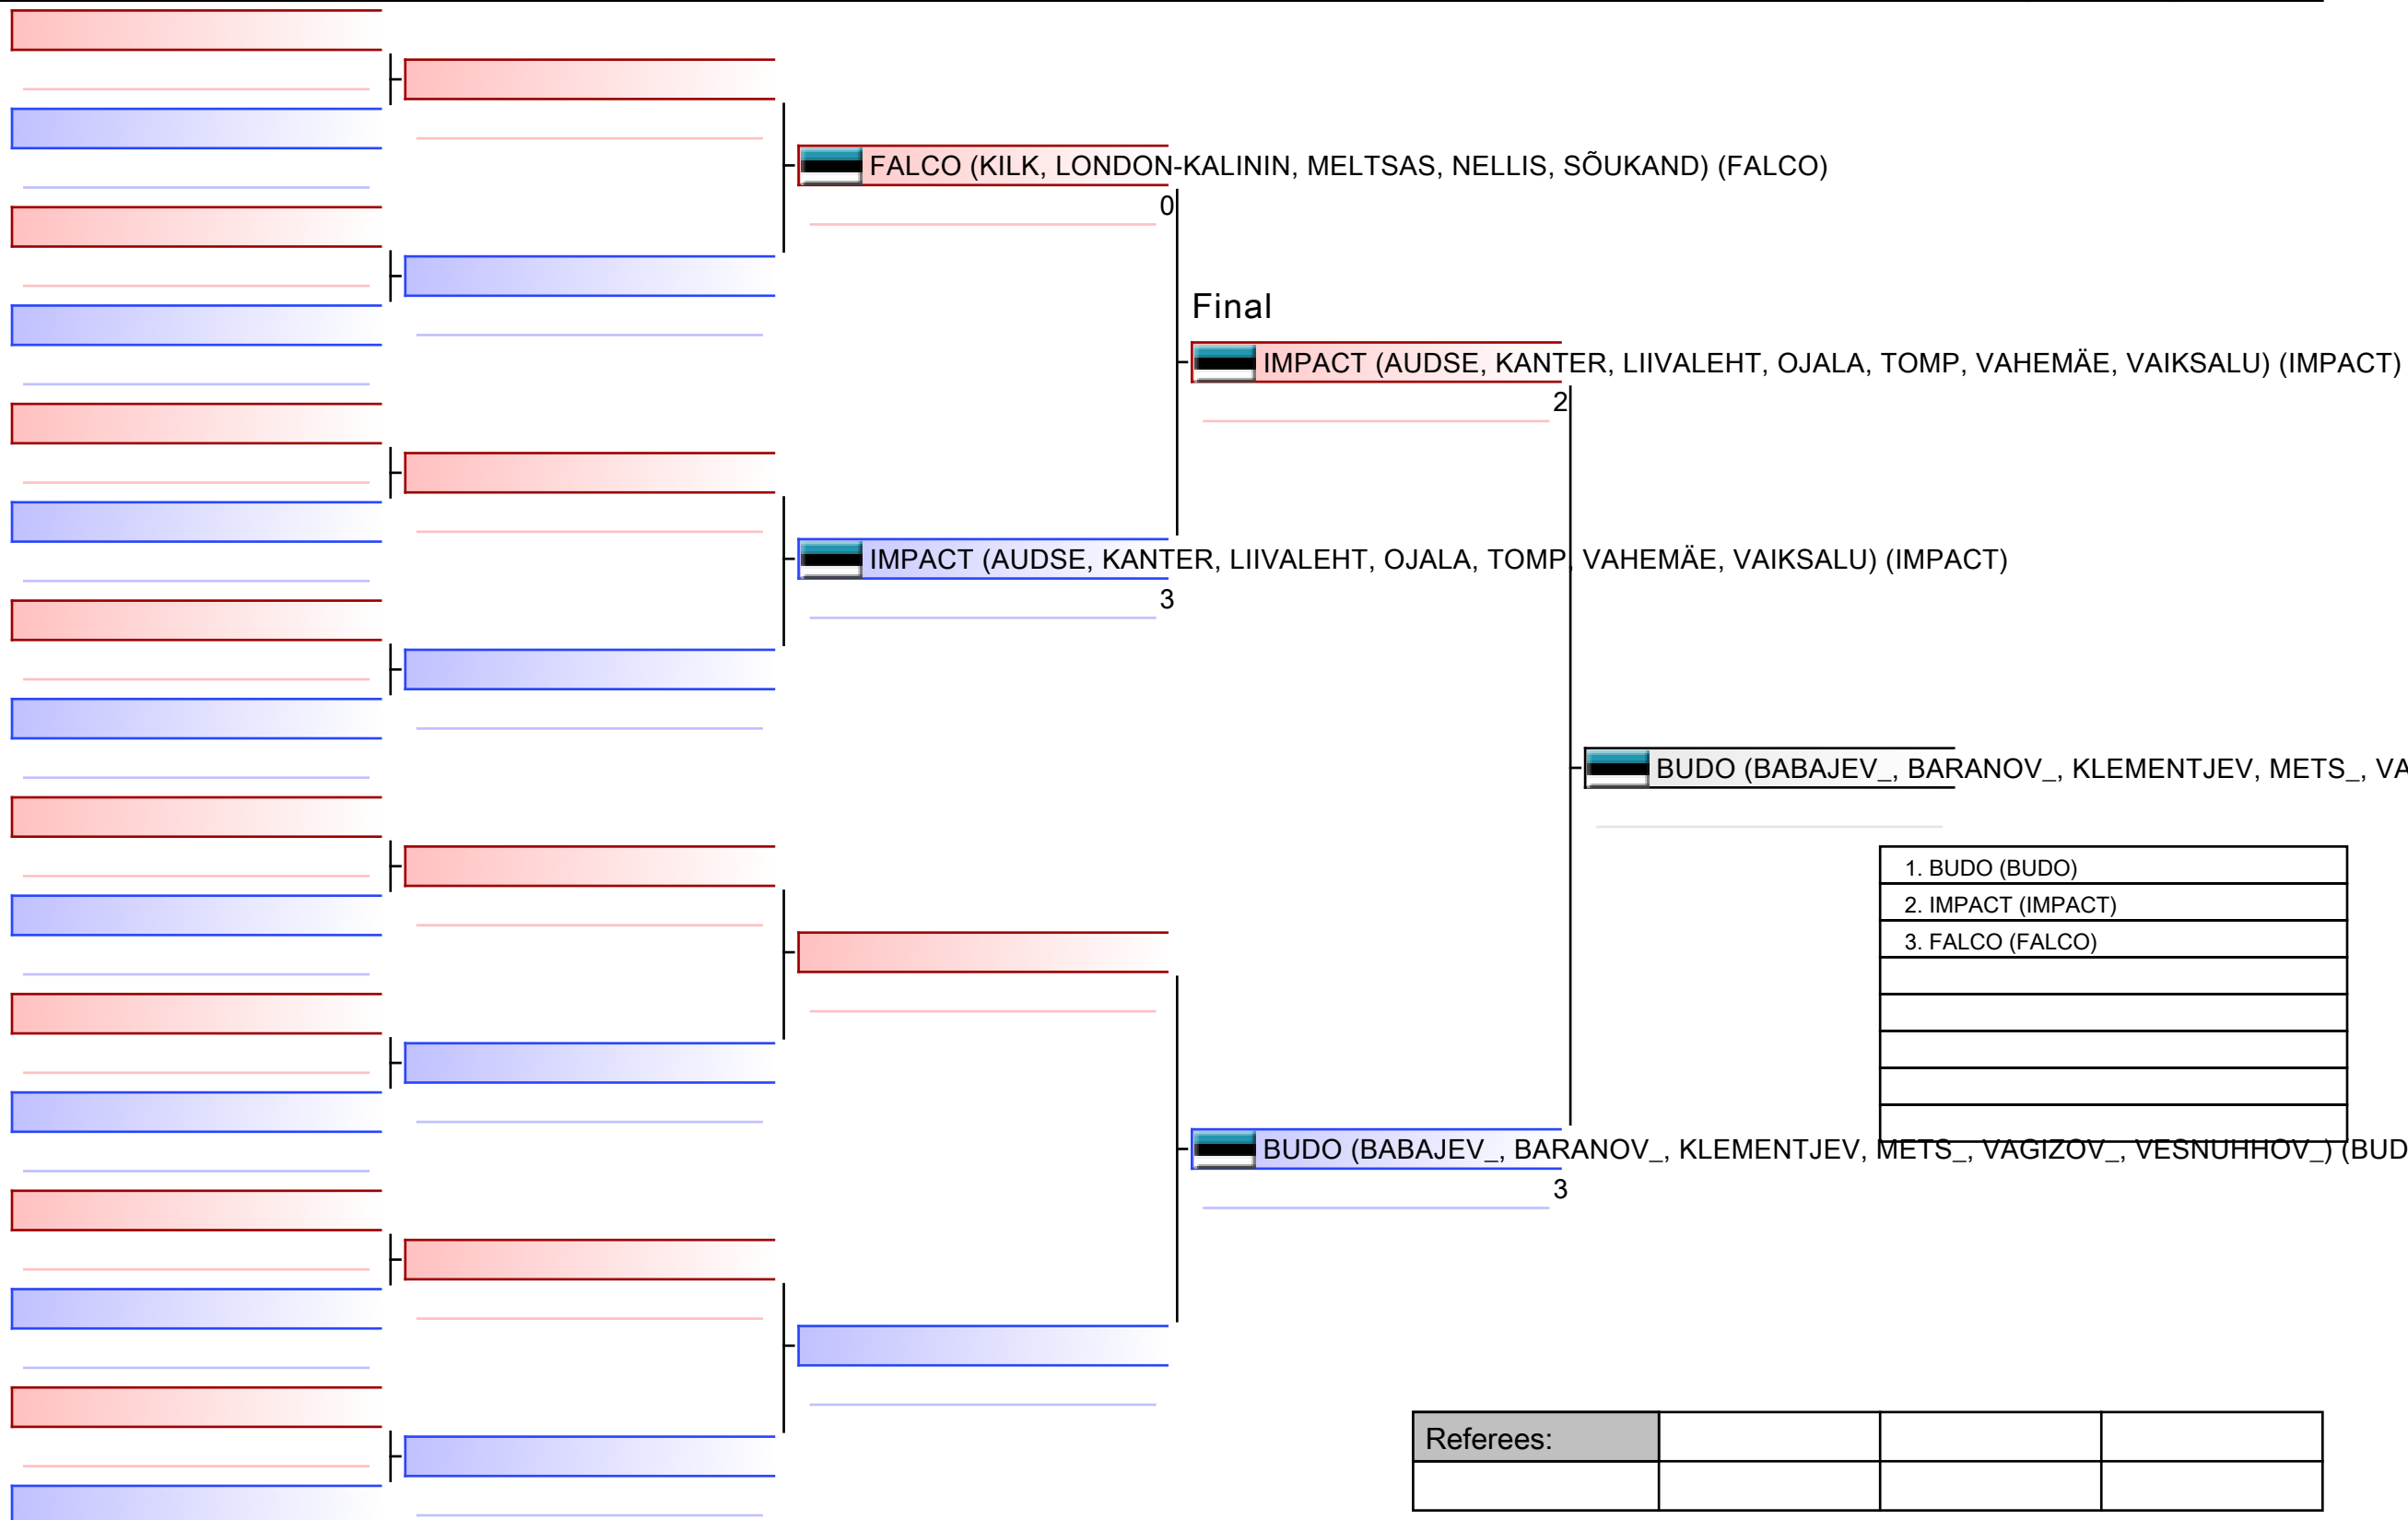 FALCO (KILK, LONDON-KALININ, MELTSAS, NELLIS, SÕUKAND) (FALCO)
0
Final
IMPACT (AUDSE, KANTER, LIIVALEHT, OJALA, TOMP, VAHEMÄE, VAIKSALU) (IMPACT)
2
IMPACT (AUDSE, KANTER, LIIVALEHT, OJALA, TOMP, VAHEMÄE, VAIKSALU) (IMPACT)
3
BUDO (BABAJEV_, BARANOV_, KLEMENTJEV, METS_, VA
1. BUDO (BUDO)
2. IMPACT (IMPACT)
3. FALCO (FALCO)
BUDO (BABAJEV_, BARANOV_, KLEMENTJEV, METS_, VAGIZOV_, VESNUHHOV_) (BUD
3
Referees: